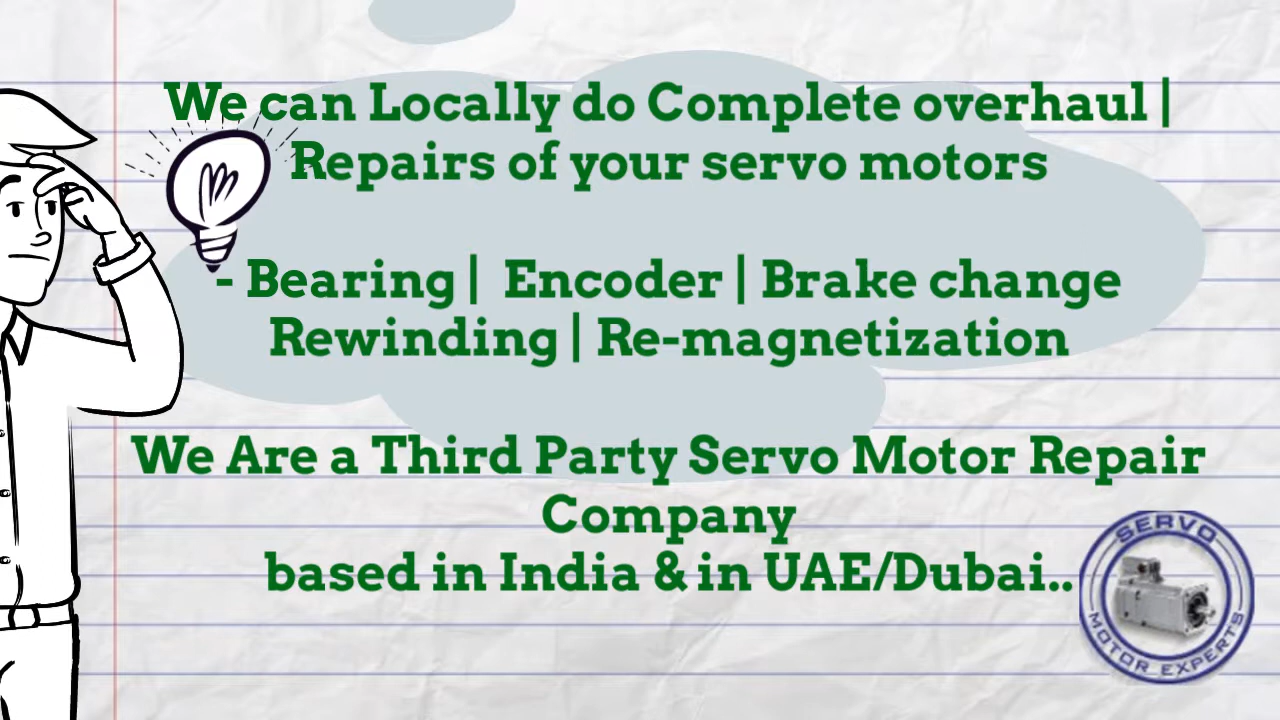 We can Locally do Complete overhaul |
Repairs of your servo motors
- Bearing |  Encoder | Brake change
Rewinding | Re-magnetization
We Are a Third Party Servo Motor Repair
Company
based in India & in UAE/Dubai..
SERVO
MOTOR EXPERTS